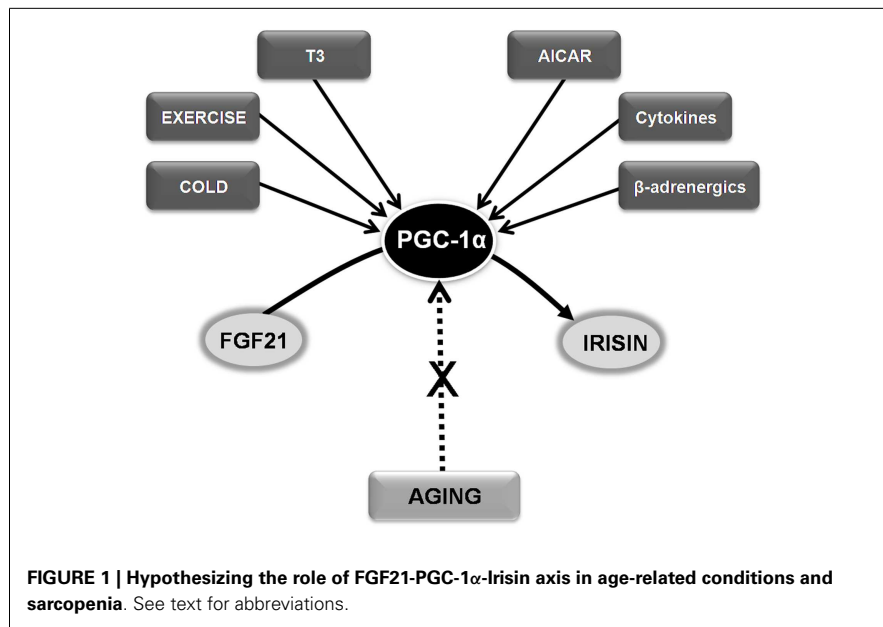 T3
AICAR
EXERCISE
Cytokines
COLD
β-adrenergics
PGC-1α
FGF21
IRISIN
X
AGING
FIGURE 1 | Hypothesizing the role of FGF21-PGC-1α-Irisin axis in age-related conditions and
sarcopenia. See text for abbreviations.